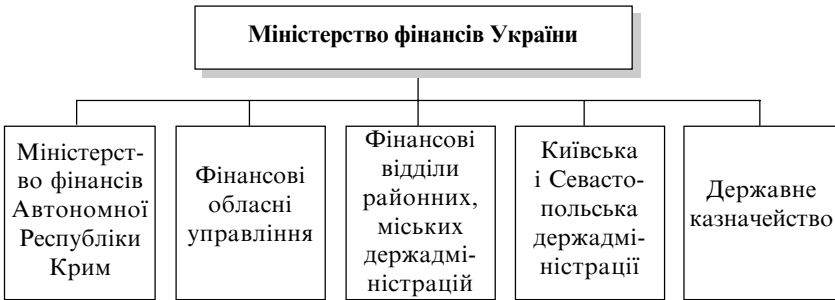 Міністерство фінансів України
Міністерст-
во фінансів
Автономної
Республіки
Крим
Фінансові
обласні
управління
Фінансові
відділи
районних,
міських
держадмі-
ністрацій
Київська
і Севасто-
польська
держадмі-
ністрації
Державне
казначейство